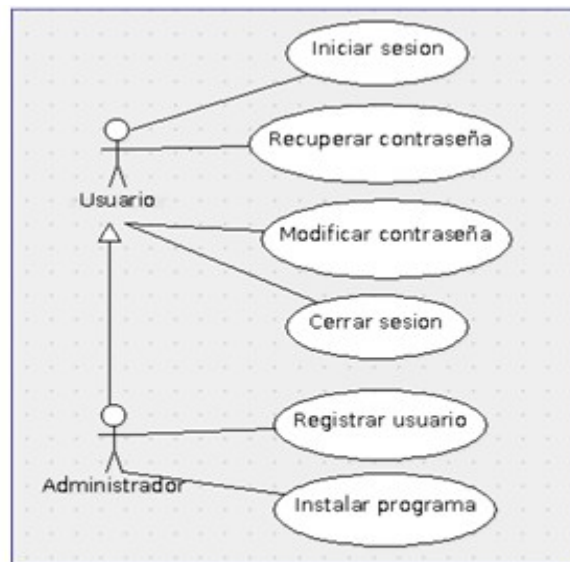 Iniciar sesion
Recuperar contraseña
Usuario
Modificar contraseña
Cerrar sesion
Registrar usuario
Administrador
Instalar programa